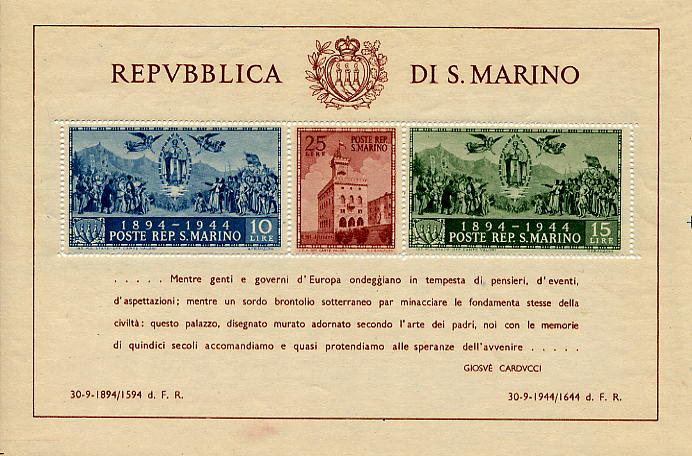 REPVBBLICA DI S. MARINO
1894-1944
10 LIRE
POSTE REP. S. MARINO
25 LIRE
POSTE REP. S. MARINO
1894-1944
15 LIRE
POSTE REP. S. MARINO
. . . . . Mentre genti e governi d'Europa ondeggiano in tempesta di pensieri, d'eventi,
d'aspettazioni; mentre un sordo brontolio sotterraneo par minacciare le fondamenta stesse della
civiltà: questo palazzo, disegnato murato adornato secondo l'arte dei padri, noi con le memorie
di quindici secoli accomandiamo e quasi protendiamo alle speranze dell'avvenire . . . . .
GIOSVÈ CARDVCCI
30-9-1894/1594 d. F. R.
30-9-1944/1644 d. F. R.